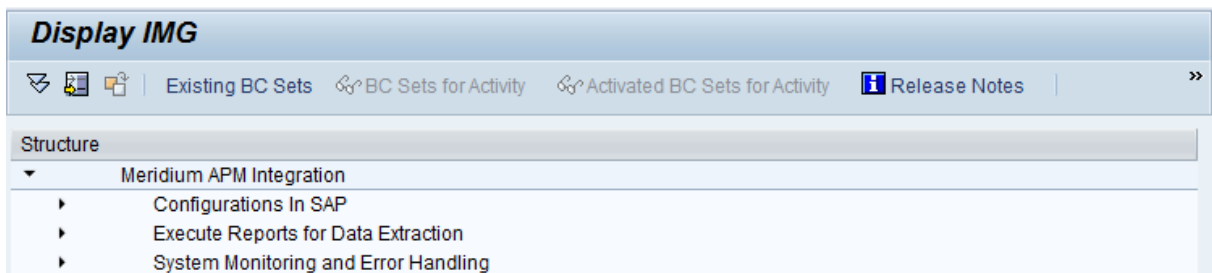 Display IMG
Existing BC Sets BC Sets for Activity Activated BC Sets for Activity Release Notes »
Structure
Meridium APM Integration
Configurations In SAP
Execute Reports for Data Extraction
System Monitoring and Error Handling